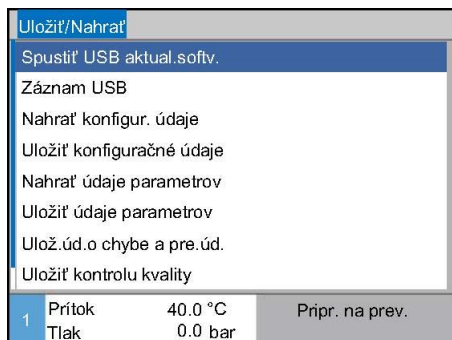 Uložiť/Nahrať
Spustiť USB aktual.softv.
Záznam USB
Nahrať konfigur. údaje
Uložiť konfiguračné údaje
Nahrať údaje parametrov
Uložiť údaje parametrov
Ulož.úd.o chybe a pre.úd.
Uložiť kontrolu kvality
1 Prítok 40.0 °C Pripr. na prev.
Tlak 0.0 bar